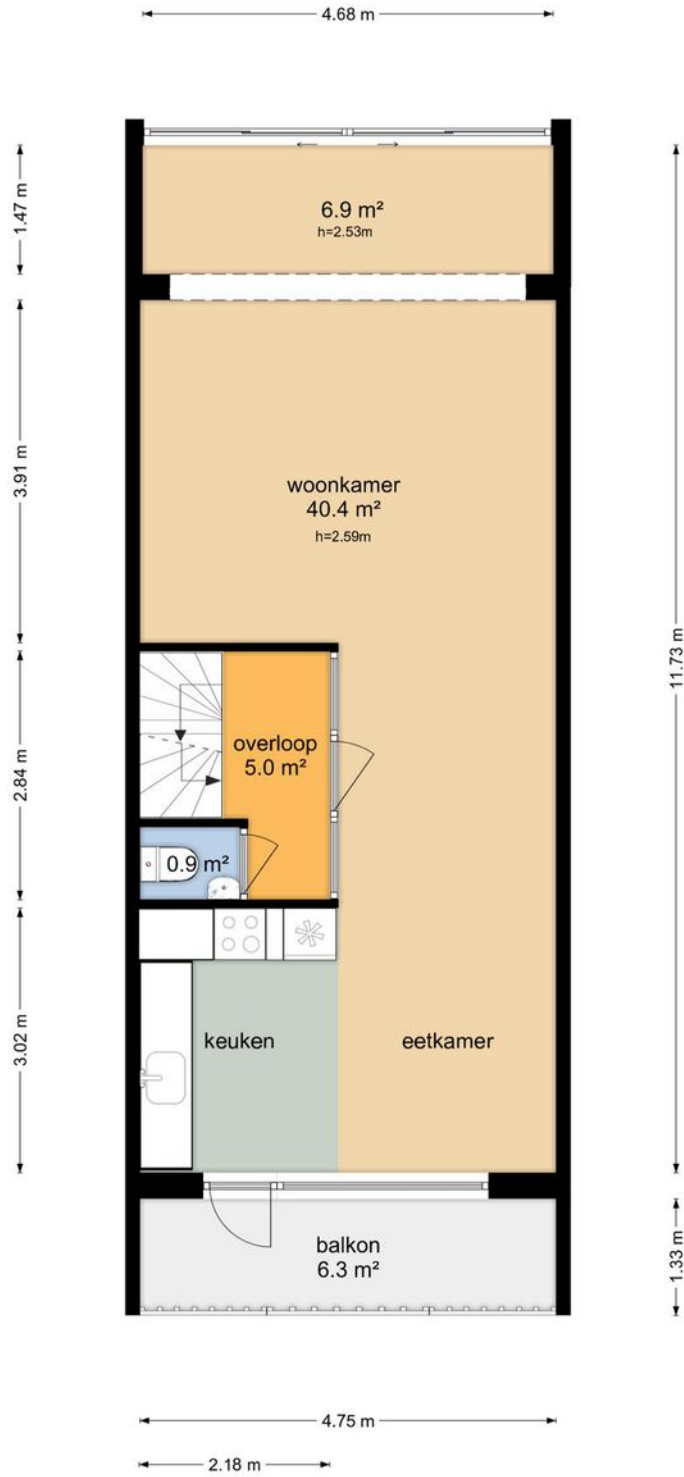 4.68 m
1.47 m
6.9 m²
h=2.53m
3.91 m
woonkamer
40.4 m²
h=2.59m
11.73 m
2.84 m
overloop
5.0 m²
0.9 m²
3.02 m
keuken
eetkamer
balkon
6.3 m²
1.33 m
4.75 m
2.18 m